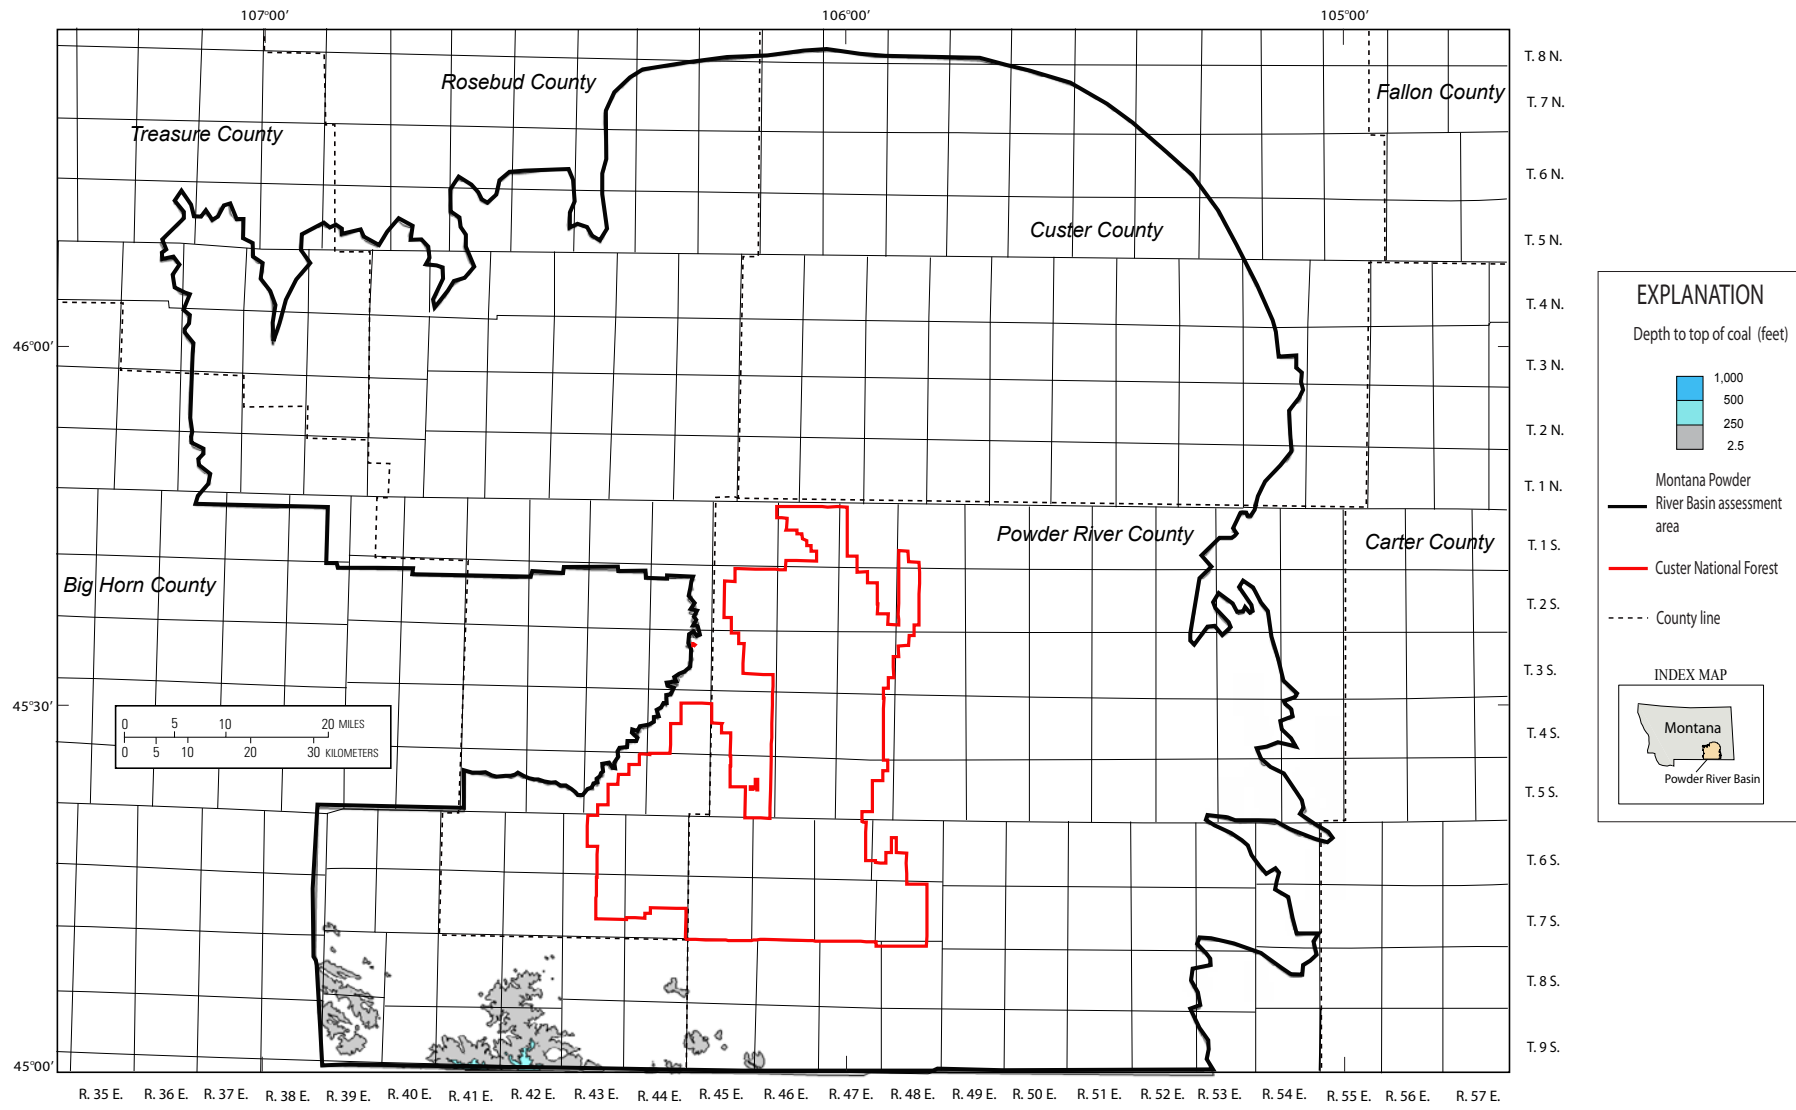 107°00′ 106°00′ 105°00′
Rosebud County
Fallon County
Treasure County
Custer County
Powder River County
Carter County
Big Horn County
46°00′
45°30′
45°00′
T. 8 N.
T. 7 N.
T. 6 N.
T. 5 N.
T. 4 N.
T. 3 N.
T. 2 N.
T. 1 N.
T. 1 S.
T. 2 S.
T. 3 S.
T. 4 S.
T. 5 S.
T. 6 S.
T. 7 S.
T. 8 S.
T. 9 S.
0 5 10 20 MILES
0 5 10 20 30 KILOMETERS
R. 35 E. R. 36 E. R. 37 E. R. 38 E. R. 39 E. R. 40 E. R. 41 E. R. 42 E. R. 43 E. R. 44 E. R. 45 E. R. 46 E. R. 47 E. R. 48 E. R. 49 E. R. 50 E. R. 51 E. R. 52 E. R. 53 E. R. 54 E. R. 55 E. R. 56 E. R. 57 E.
EXPLANATION
Depth to top of coal (feet)
1,000
500
250
2.5
Montana Powder
River Basin assessment
area
Custer National Forest
County line
INDEX MAP
Montana
Powder River Basin